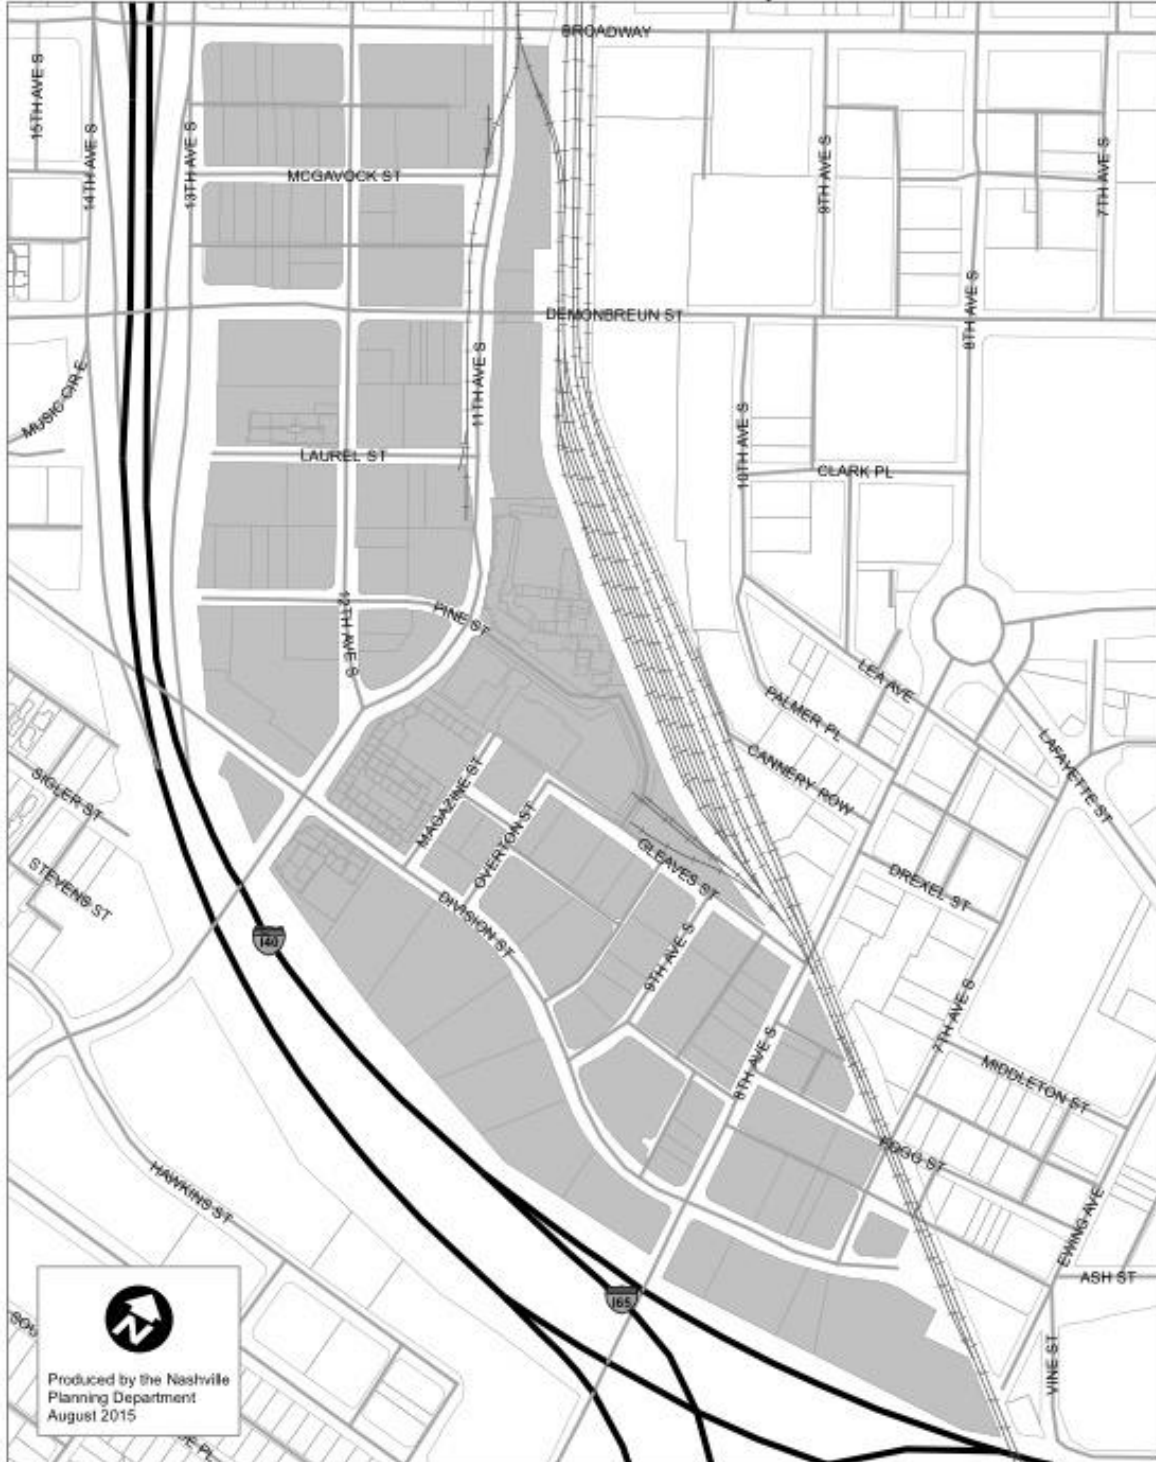 BROADWAY
15TH AVE S
14TH AVE S
13TH AVE S
MCGAVOCK ST
9TH AVE S
7TH AVE S
8TH AVE S
DEMONBREUN ST
MUSIC CIR E
11TH AVE S
LAUREL ST
10TH AVE S
CLARK PL
12TH AVE S
PINE ST
LEA AVE
PALMER PL
CANNERY ROW
LAFAYETTE ST
SIGLER ST
MAGAZINE ST
OVERTON ST
GLEAVES ST
DREXEL ST
STEVENS ST
DIVISION ST
I40
9TH AVE S
7TH AVE S
8TH AVE S
MIDDLETON ST
FOGG ST
HAWKINS ST
EWING AVE
ASH ST
I65
VINE ST
N
Produced by the Nashville
Planning Department
August 2015